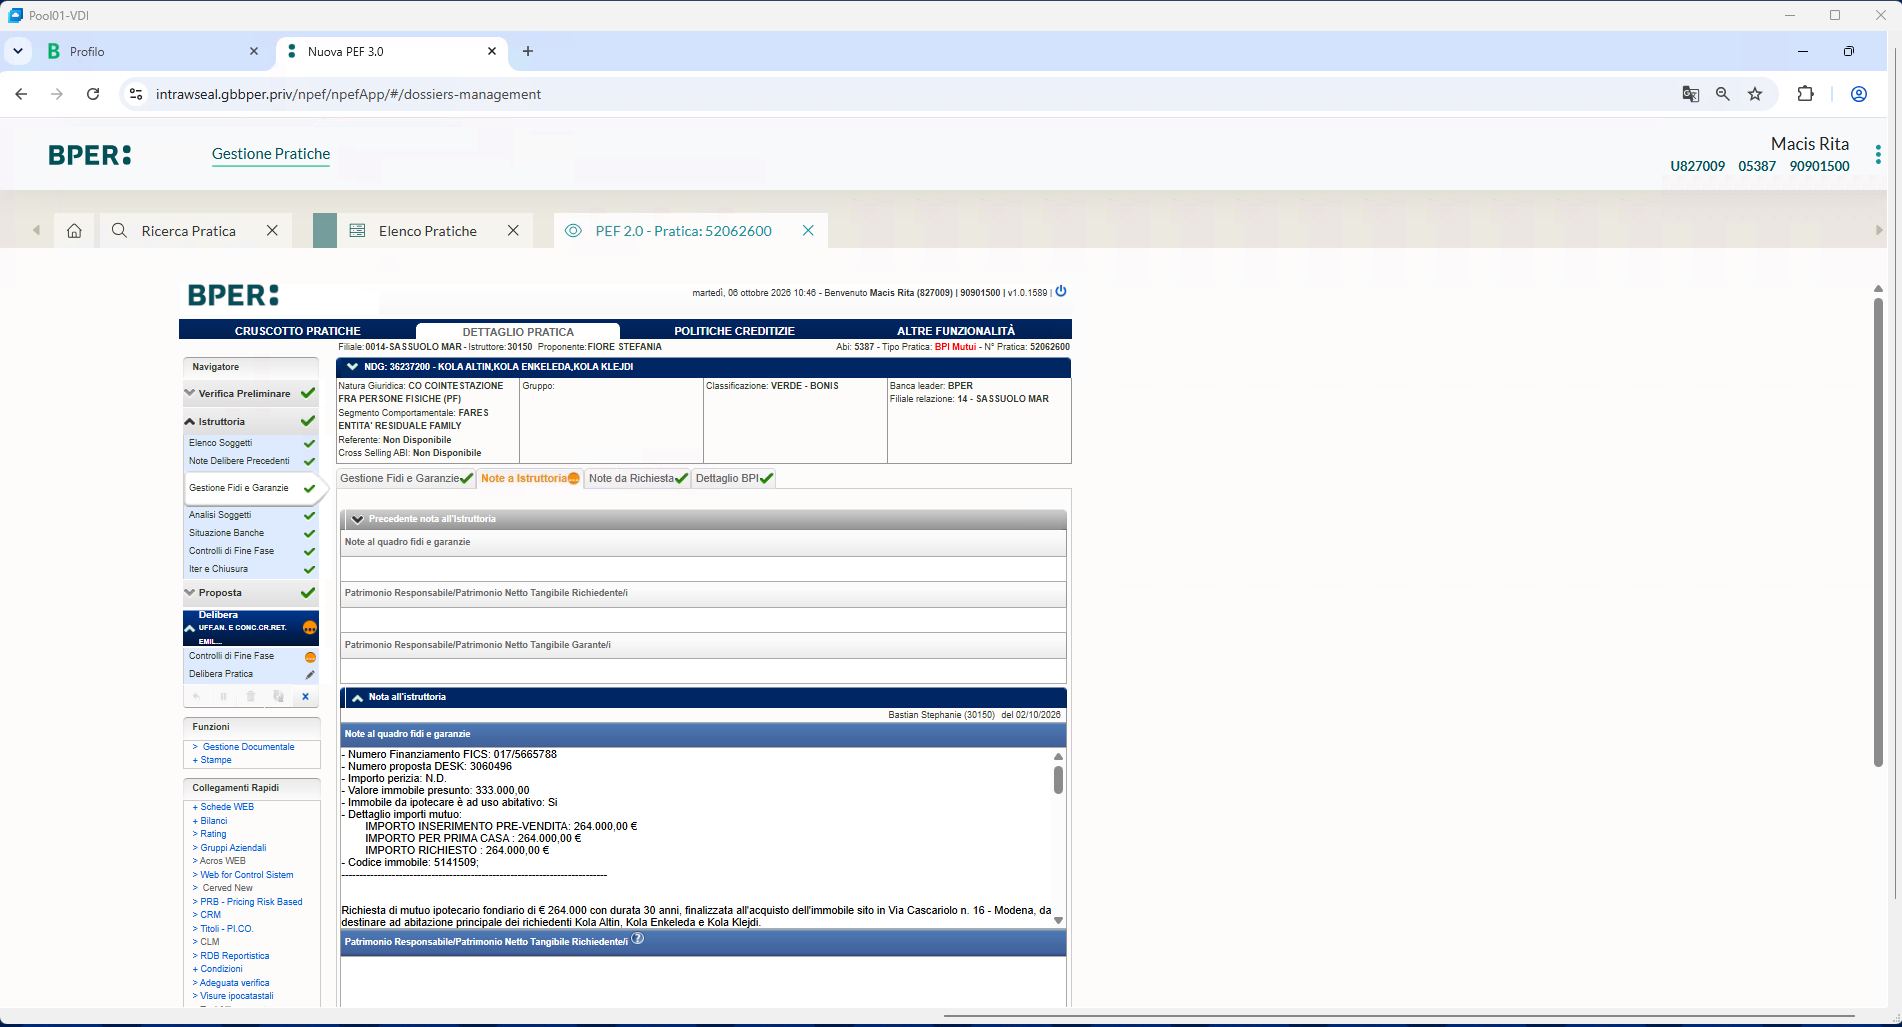 Pool01-VDI
Profilo
Nuova PEF 3.0
intrawseal.gbbper.priv/npef/npefApp/#/dossiers-management
BPER:
Gestione Pratiche
Macis Rita
U827009 05387 90901500
Ricerca Pratica
Elenco Pratiche
PEF 2.0 - Pratica: 52062600
BPER:
martedì, 06 ottobre 2026 10:46 - Benvenuto Macis Rita (827009) | 90901500 | v1.0.1589 |
CRUSCOTTO PRATICHE
DETTAGLIO PRATICA
POLITICHE CREDITIZIE
ALTRE FUNZIONALITÀ
Filiale: 0014-SASSUOLO MAR - Istruttore: 30150 Proponente: FIORE STEFANIA
Abi: 5387 - Tipo Pratica: BPI Mutui - N° Pratica: 52062600
Navigatore
Verifica Preliminare
Istruttoria
Elenco Soggetti
Note Delibere Precedenti
Gestione Fidi e Garanzie
Analisi Soggetti
Situazione Banche
Controlli di Fine Fase
Iter e Chiusura
Proposta
Delibera
UFF.AN. E CONC.CR.RET.
EMIL...
Controlli di Fine Fase
Delibera Pratica
Funzioni
> Gestione Documentale
+ Stampe
Collegamenti Rapidi
+ Schede WEB
+ Bilanci
> Rating
> Gruppi Aziendali
> Acros WEB
> Web for Control Sistem
> Cerved New
> PRB - Pricing Risk Based
> CRM
> Titoli - PI.CO.
> CLM
> RDB Reportistica
+ Condizioni
> Adeguata verifica
> Visure ipocatastali
NDG: 36237200 - KOLA ALTIN,KOLA ENKELEDA,KOLA KLEJDI
Natura Giuridica: CO COINTESTAZIONE
FRA PERSONE FISICHE (PF)
Segmento Comportamentale: FARES
ENTITA' RESIDUALE FAMILY
Referente: Non Disponibile
Cross Selling ABI: Non Disponibile
Gruppo:
Classificazione: VERDE - BONIS
Banca leader: BPER
Filiale relazione: 14 - SASSUOLO MAR
Gestione Fidi e Garanzie
Note a Istruttoria
Note da Richiesta
Dettaglio BPI
Precedente nota all'Istruttoria
Note al quadro fidi e garanzie
Patrimonio Responsabile/Patrimonio Netto Tangibile Richiedente/i
Patrimonio Responsabile/Patrimonio Netto Tangibile Garante/i
Nota all'istruttoria
Bastian Stephanie (30150) del 02/10/2026
Note al quadro fidi e garanzie
- Numero Finanziamento FICS: 017/5665788
- Numero proposta DESK: 3060496
- Importo perizia: N.D.
- Valore immobile presunto: 333.000,00
- Immobile da ipotecare è ad uso abitativo: Si
- Dettaglio importi mutuo:
IMPORTO INSERIMENTO PRE-VENDITA: 264.000,00 €
IMPORTO PER PRIMA CASA : 264.000,00 €
IMPORTO RICHIESTO : 264.000,00 €
- Codice immobile: 5141509;
--------------------------------------------------------------------------
Richiesta di mutuo ipotecario fondiario di € 264.000 con durata 30 anni, finalizzata all'acquisto dell'immobile sito in Via Cascariolo n. 16 - Modena, da
destinare ad abitazione principale dei richiedenti Kola Altin, Kola Enkeleda e Kola Klejdi.
Patrimonio Responsabile/Patrimonio Netto Tangibile Richiedente/i